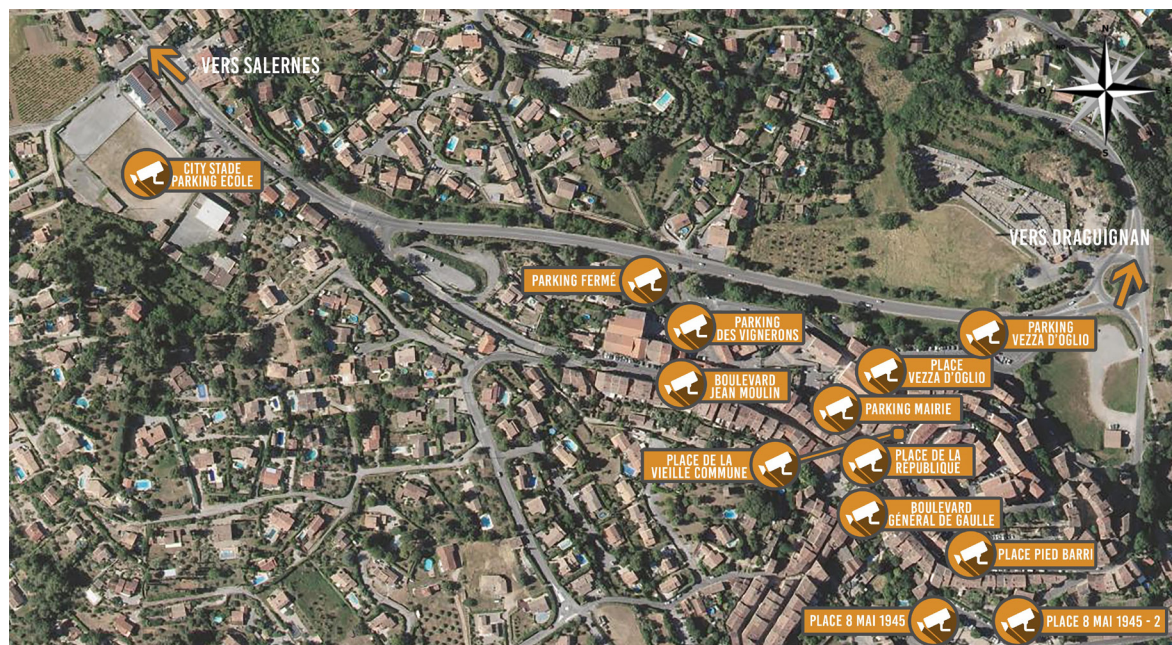 VERS SALERNES
CITY STADE
PARKING ECOLE
VERS DRAGUIGNAN
PARKING FERMÉ
PARKING
DES VIGNERONS
PARKING
VEZZA D'OGLIO
PLACE
VEZZA D'OGLIO
BOULEVARD
JEAN MOULIN
PARKING MAIRIE
PLACE DE LA
VIEILLE COMMUNE
PLACE DE LA
RÉPUBLIQUE
BOULEVARD
GÉNÉRAL DE GAULLE
PLACE PIED BARRI
PLACE 8 MAI 1945
PLACE 8 MAI 1945 - 2